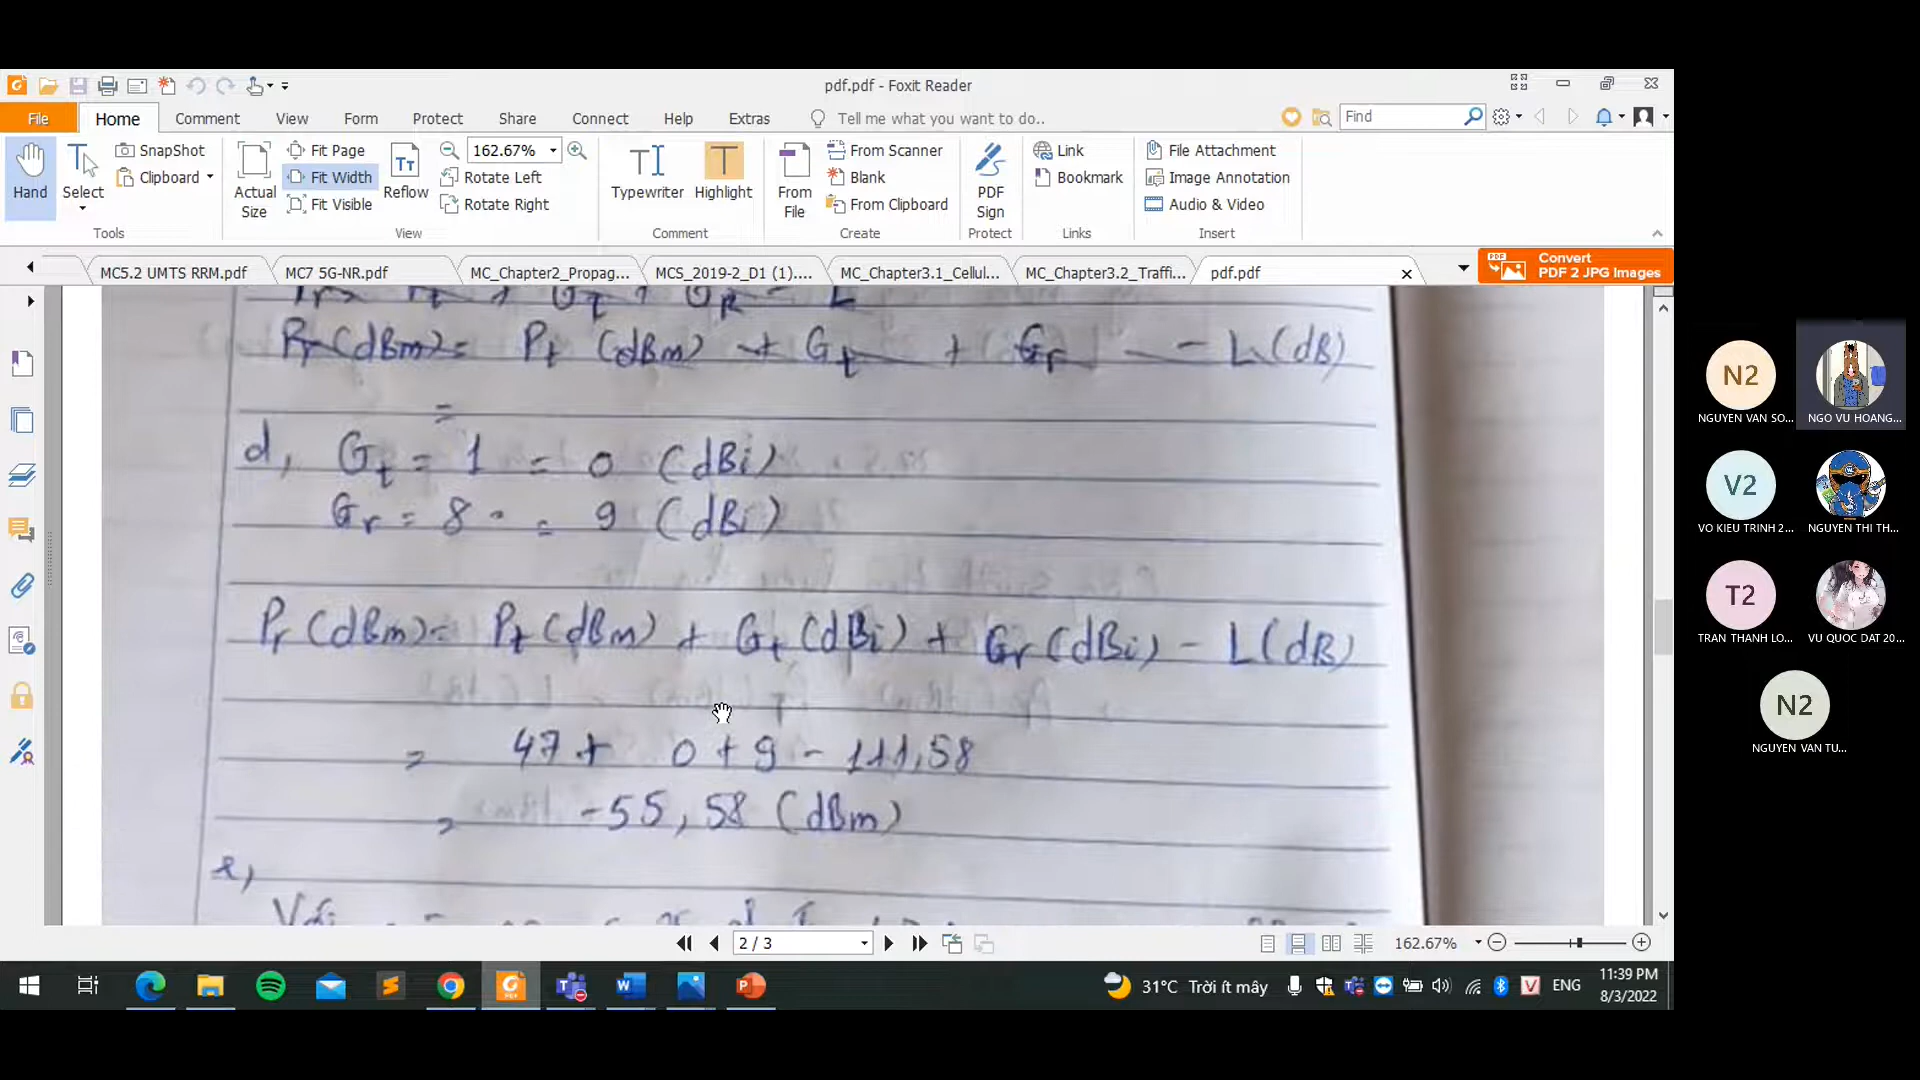 pdf.pdf - Foxit Reader
File Home Comment View Form Protect Share Connect Help Extras Tell me what you want to do.. Find
Hand Select SnapShot Clipboard Actual Size Fit Page Fit Width Fit Visible Reflow 162.67% Rotate Left Rotate Right Typewriter Highlight From File From Scanner Blank From Clipboard PDF Sign Link Bookmark File Attachment Image Annotation Audio & Video
Tools View Comment Create Protect Links Insert
MC5.2 UMTS RRM.pdf MC7 5G-NR.pdf MC_Chapter2_Propag... MCS_2019-2_D1 (1).... MC_Chapter3.1_Cellul... MC_Chapter3.2_Traffi... pdf.pdf
Convert
PDF 2 JPG Images
Pr(dBm) = Pt (dBm) + Gt + Gr - L(dB)
=
d, Gt = 1 = 0 (dBi)
Gr = 8 = 9 (dBi)
Pr(dBm) = Pt(dBm) + Gt(dBi) + Gr(dBi) - L(dB)
= 47 + 0 + 9 - 111,58
= -55,58 (dBm)
e,
Với
N2
NGUYEN VAN SO...
NGO VU HOANG...
V2
VO KIEU TRINH 2...
NGUYEN THI TH...
T2
TRAN THANH LO...
VU QUOC DAT 20...
N2
NGUYEN VAN TU...
2 / 3 162.67%
31°C Trời ít mây ENG 11:39 PM
8/3/2022